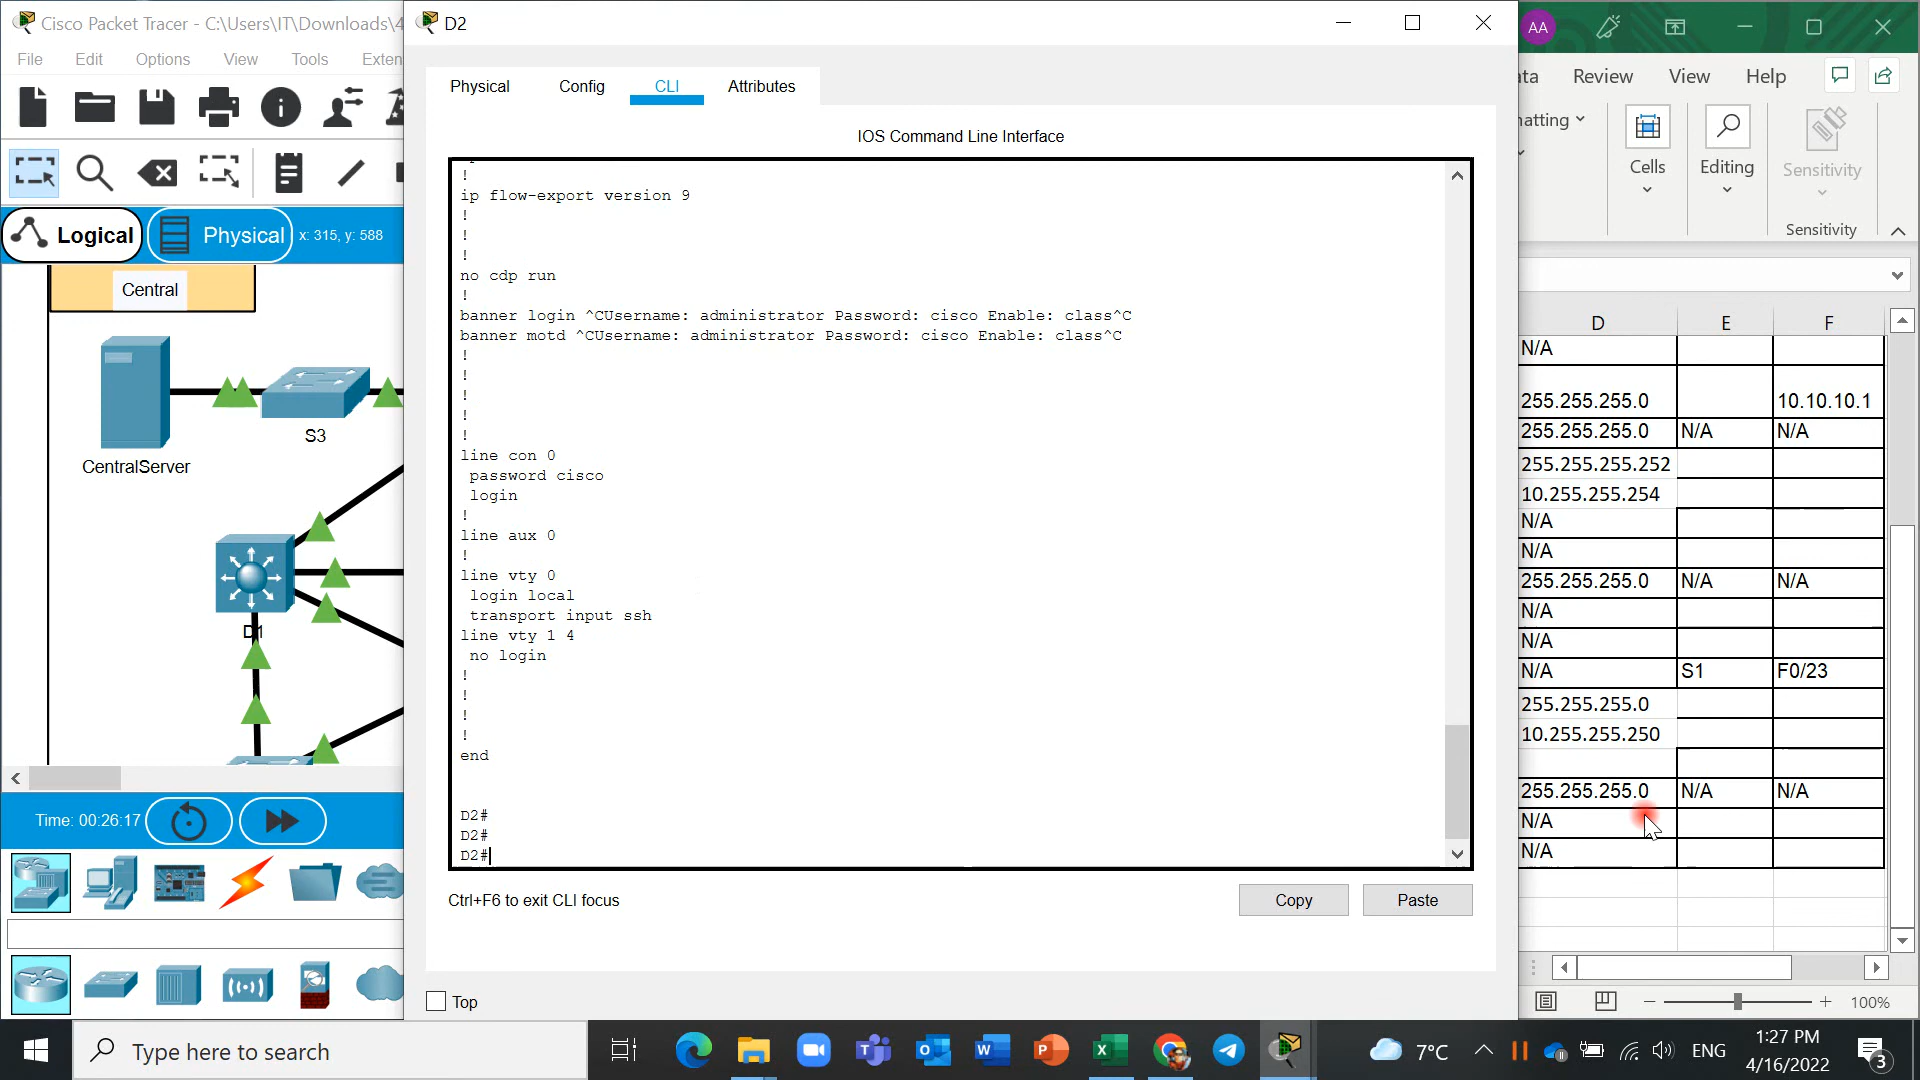 Cisco Packet Tracer - C:\Users\IT\Downloads\4
File Edit Options View Tools Exten
Logical
Physical
x: 315, y: 588
Central
CentralServer
S3
D1
Time: 00:26:17
D2
Physical Config CLI Attributes
IOS Command Line Interface
!
ip flow-export version 9
!
!
!
no cdp run
!
banner login ^CUsername: administrator Password: cisco Enable: class^C
banner motd ^CUsername: administrator Password: cisco Enable: class^C
!
!
!
!
!
line con 0
password cisco
login
!
line aux 0
!
line vty 0
login local
transport input ssh
line vty 1 4
no login
!
!
!
!
end
D2#
D2#
D2#
Ctrl+F6 to exit CLI focus
Copy
Paste
Top
AA
ata Review View Help
natting
Cells
Editing
Sensitivity
Sensitivity
D E F
N/A
255.255.255.0 10.10.10.1
255.255.255.0 N/A N/A
255.255.255.252
10.255.255.254
N/A
N/A
255.255.255.0 N/A N/A
N/A
N/A
N/A S1 F0/23
255.255.255.0
10.255.255.250
255.255.255.0 N/A N/A
N/A
N/A
100%
Type here to search
7°C
ENG
1:27 PM
4/16/2022
3